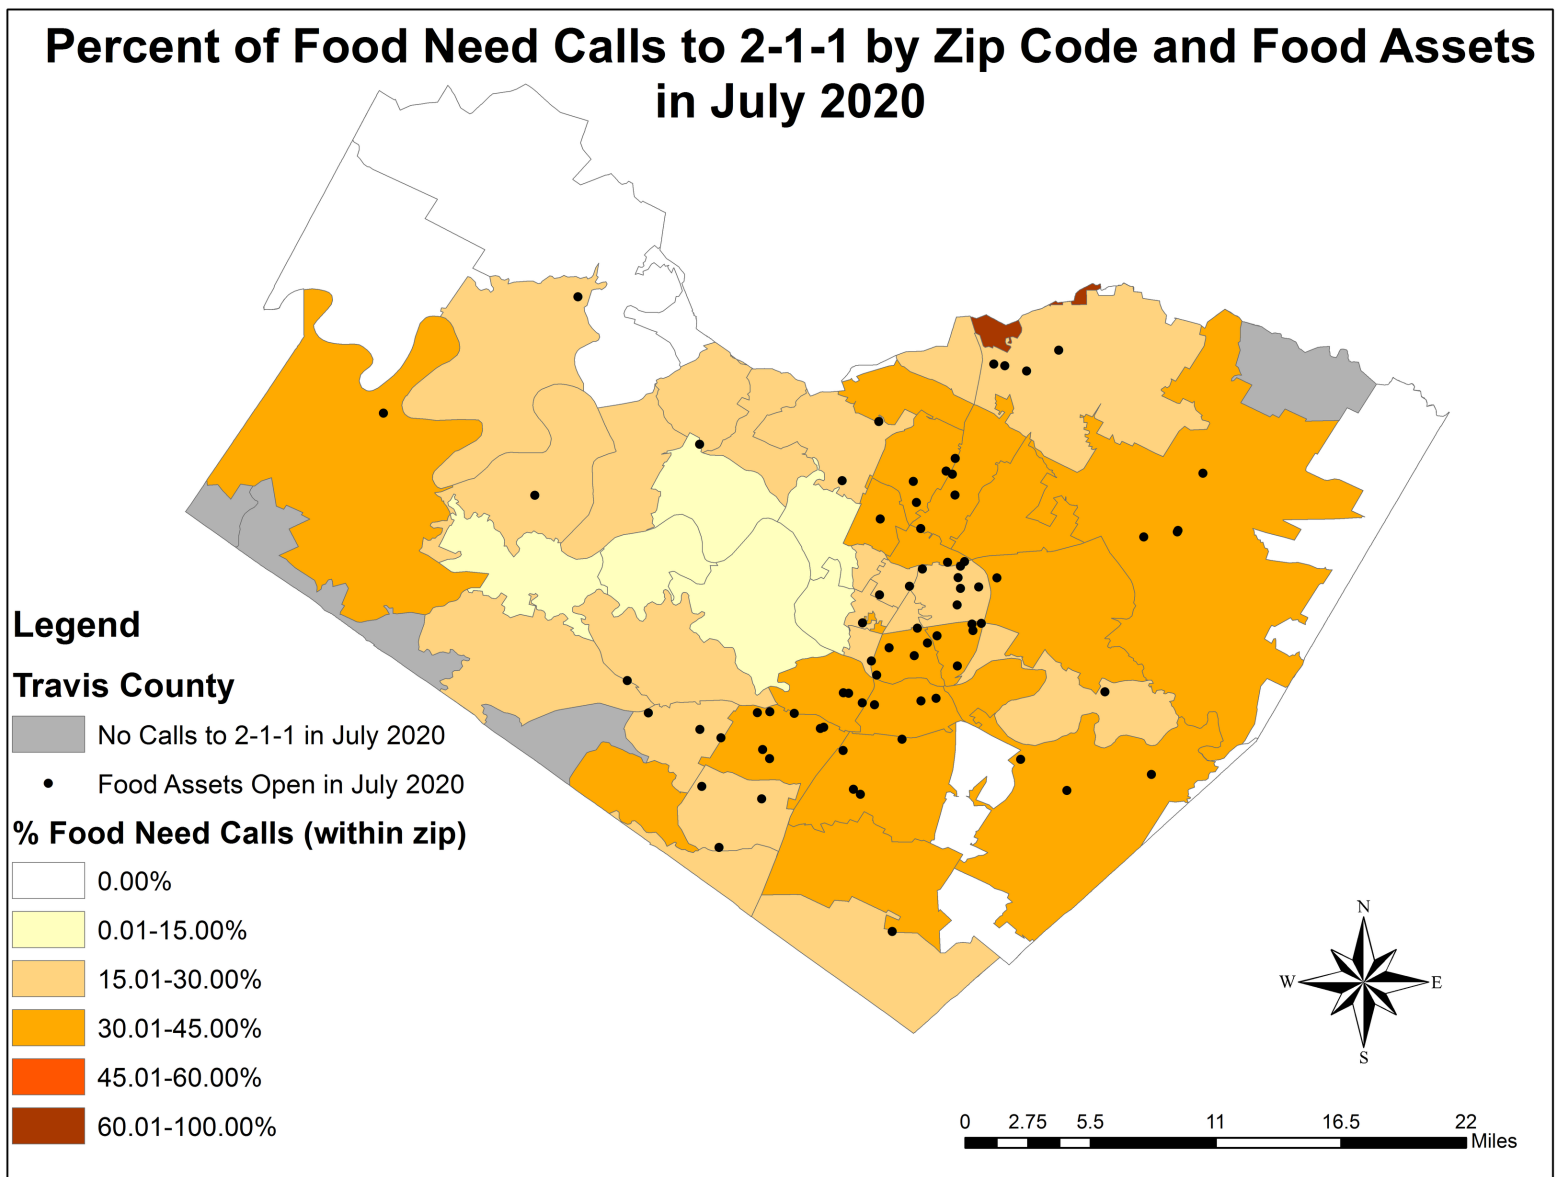 Percent of Food Need Calls to 2-1-1 by Zip Code and Food Assets
in July 2020
Legend
Travis County
No Calls to 2-1-1 in July 2020
Food Assets Open in July 2020
% Food Need Calls (within zip)
0.00%
0.01-15.00%
15.01-30.00%
30.01-45.00%
45.01-60.00%
60.01-100.00%
N
W E
S
0 2.75 5.5 11 16.5 22
Miles